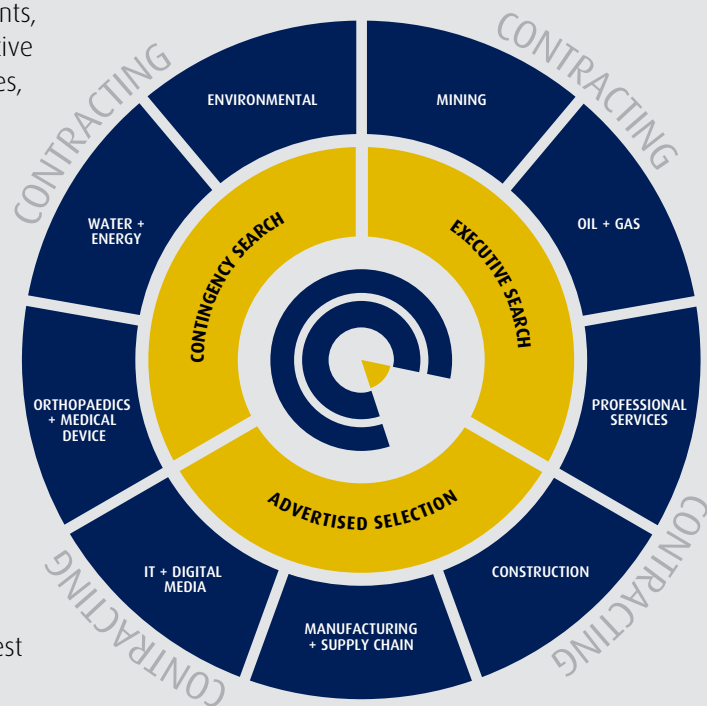 nts,
tive
es,
CONTRACTING
CONTRACTING
ENVIRONMENTAL
MINING
WATER +
ENERGY
OIL + GAS
CONTINGENCY SEARCH
EXECUTIVE SEARCH
ORTHOPAEDICS
+ MEDICAL
DEVICE
PROFESSIONAL
SERVICES
ADVERTISED SELECTION
IT + DIGITAL
MEDIA
CONSTRUCTION
MANUFACTURING
+ SUPPLY CHAIN
CONTRACTING
CONTRACTING
est